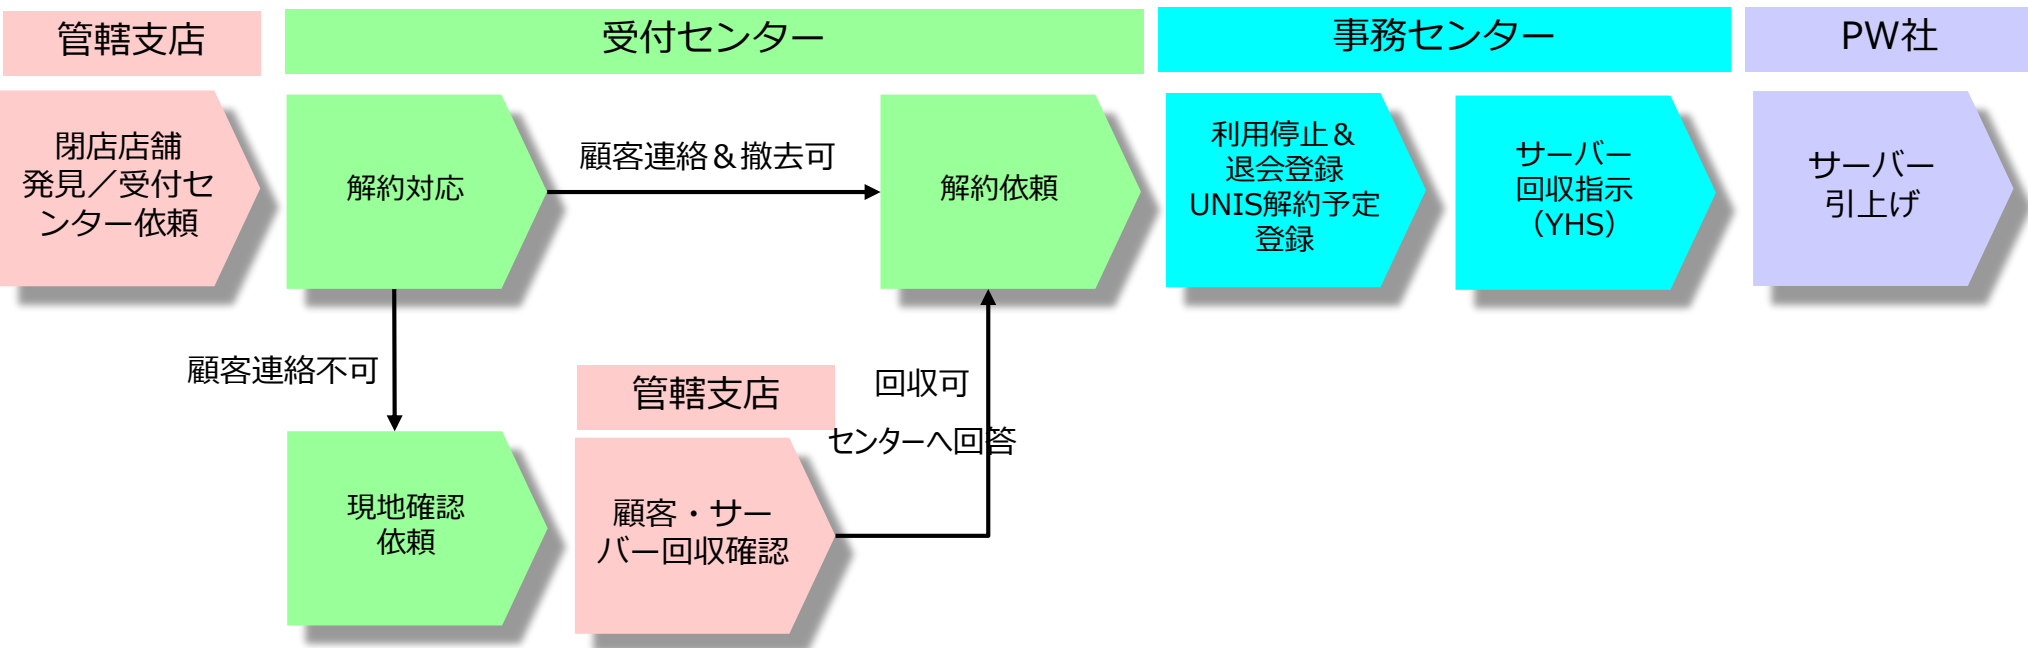 管轄支店
受付センター
事務センター
PW社
閉店店舗
発見／受付セ
ンター依頼
解約対応
顧客連絡＆撤去可
解約依頼
利用停止＆
退会登録
UNIS解約予定
登録
サーバー
回収指示
（YHS）
サーバー
引上げ
顧客連絡不可
管轄支店
回収可
センターへ回答
現地確認
依頼
顧客・サー
バー回収確認